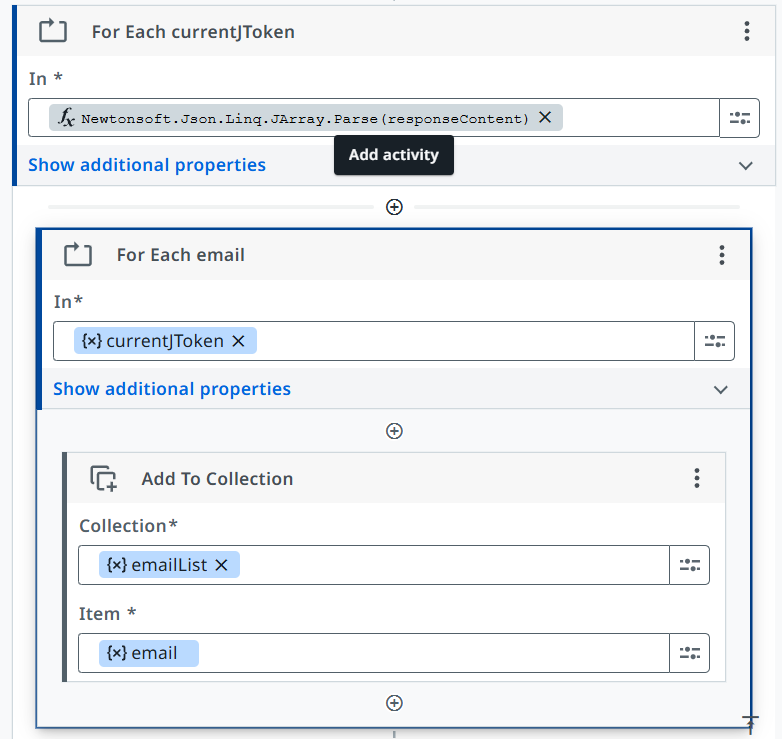 For Each currentJToken
In *
fx Newtonsoft.Json.Linq.JArray.Parse(responseContent) ×
Add activity
Show additional properties
For Each email
In*
{×} currentJToken ×
Show additional properties
Add To Collection
Collection*
{×} emailList ×
Item *
{×} email